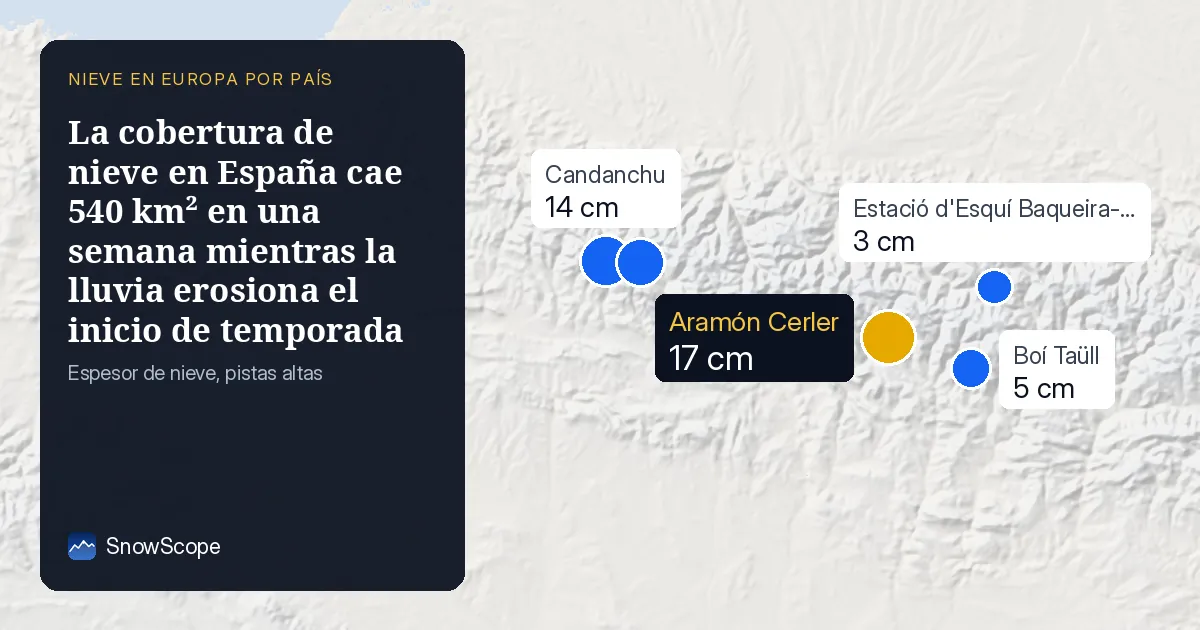 NIEVE EN EUROPA POR PAÍS
La cobertura de
nieve en España cae
540 km² en una
semana mientras la
lluvia erosiona el
inicio de temporada
Espesor de nieve, pistas altas
SnowScope
Candanchu
14 cm
Estació d'Esquí Baqueira-...
3 cm
Aramón Cerler
17 cm
Boí Taüll
5 cm